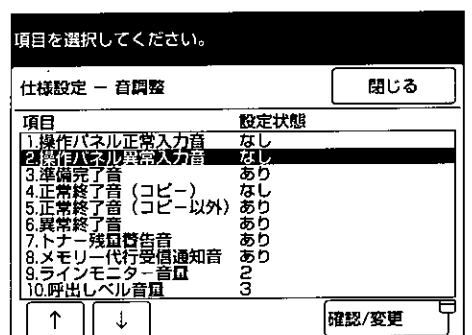 項目を選択してください。
仕様設定 － 音調整
閉じる
項目 設定状態
1.操作パネル正常入力音 なし
2.操作パネル異常入力音 なし
3.準備完了音 あり
4.正常終了音（コピー） なし
5.正常終了音（コピー以外） あり
6.異常終了音 あり
7.トナー残量警告音 あり
8.メモリー代行受信通知音 あり
9.ラインモニター音量 2
10.呼出しベル音量 3
↑ ↓ 確認/変更